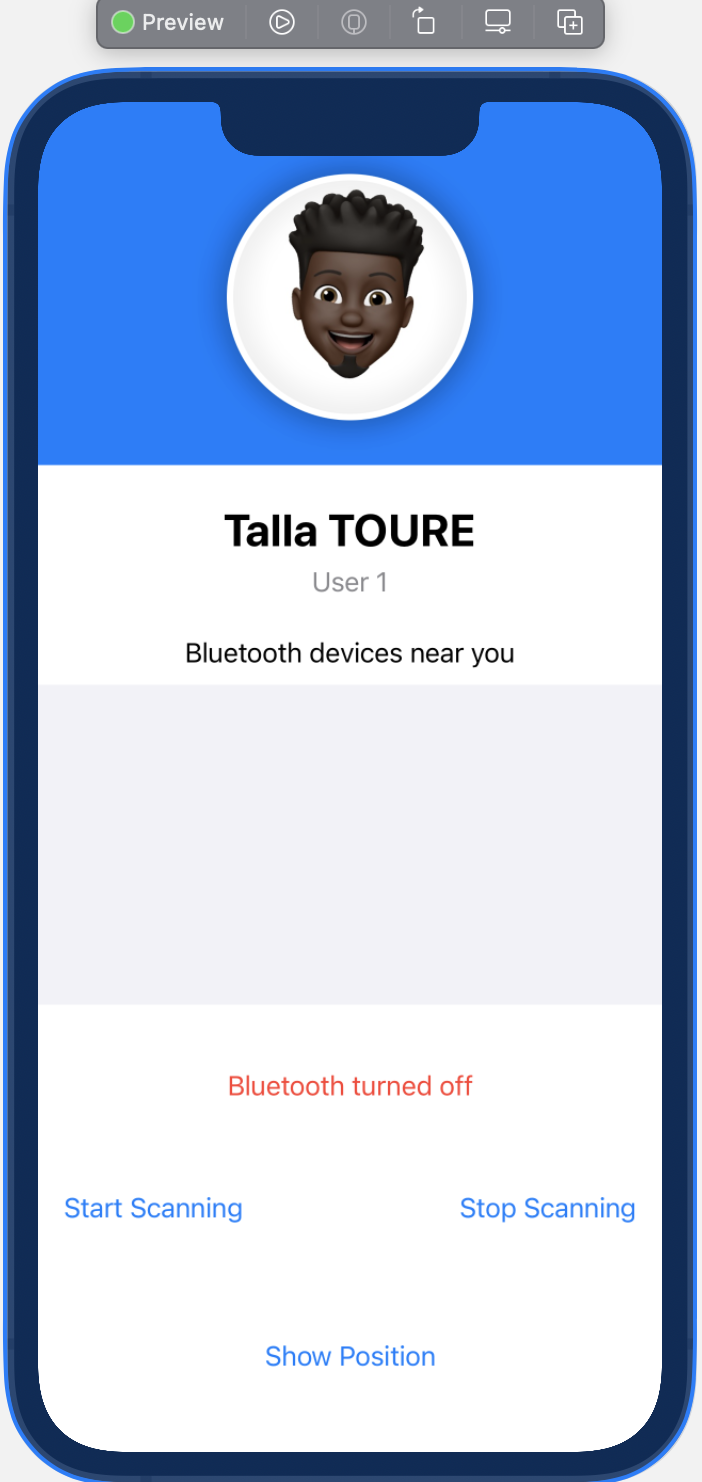 Preview
Talla TOURE
User 1
Bluetooth devices near you
Bluetooth turned off
Start Scanning
Stop Scanning
Show Position